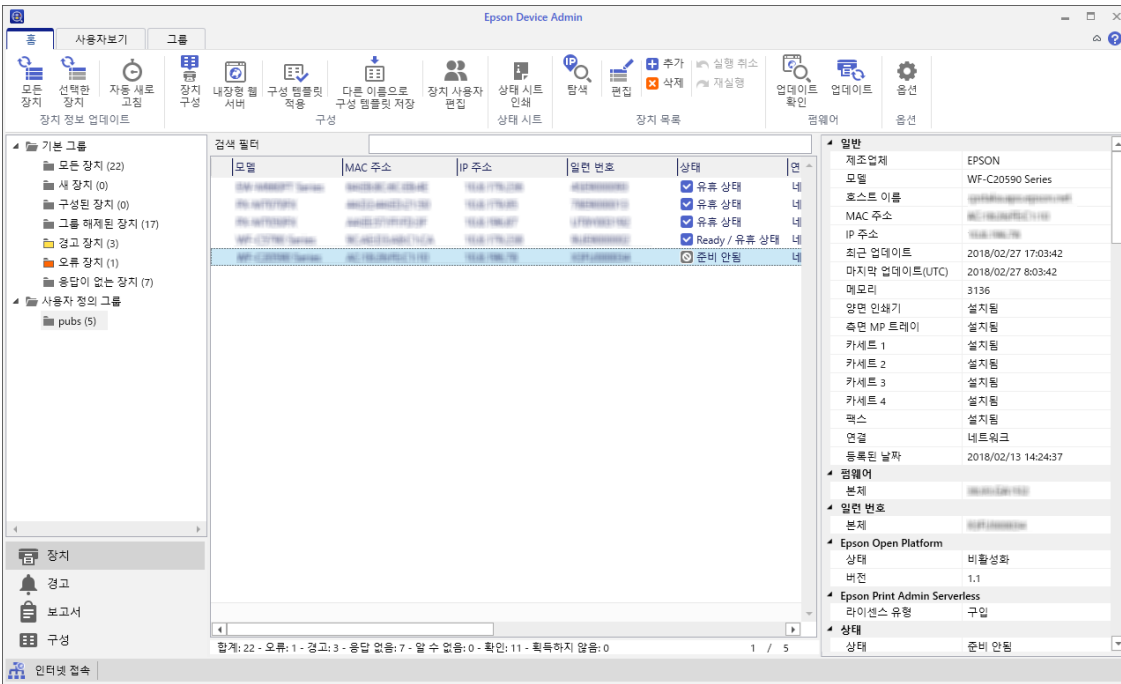 Epson Device Admin
홈 사용자보기 그룹
모든 장치
선택한 장치
자동 새로 고침
장치 정보 업데이트
장치 구성
내장형 웹 서버
구성 템플릿 적용
다른 이름으로 구성 템플릿 저장
장치 사용자 편집
구성
상태 시트 인쇄
상태 시트
IP
탐색
편집
추가
삭제
실행 취소
재실행
장치 목록
업데이트 확인
업데이트
펌웨어
옵션
옵션
기본 그룹
모든 장치 (22)
새 장치 (0)
구성된 장치 (0)
그룹 해제된 장치 (17)
경고 장치 (3)
오류 장치 (1)
응답이 없는 장치 (7)
사용자 정의 그룹
pubs (5)
장치
경고
보고서
구성
인터넷 접속
검색 필터
모델 MAC 주소 IP 주소 일련 번호 상태 연
유휴 상태 네
유휴 상태 네
유휴 상태 네
Ready / 유휴 상태 네
준비 안됨 네
합계: 22 - 오류: 1 - 경고: 3 - 응답 없음: 7 - 알 수 없음: 0 - 확인: 11 - 획득하지 않음: 0 1 / 5
일반
제조업체 EPSON
모델 WF-C20590 Series
호스트 이름
MAC 주소
IP 주소
최근 업데이트 2018/02/27 17:03:42
마지막 업데이트(UTC) 2018/02/27 8:03:42
메모리 3136
양면 인쇄기 설치됨
측면 MP 트레이 설치됨
카세트 1 설치됨
카세트 2 설치됨
카세트 3 설치됨
카세트 4 설치됨
팩스 설치됨
연결 네트워크
등록된 날짜 2018/02/13 14:24:37
펌웨어
본체
일련 번호
본체
Epson Open Platform
상태 비활성화
버전 1.1
Epson Print Admin Serverless
라이센스 유형 구입
상태
상태 준비 안됨